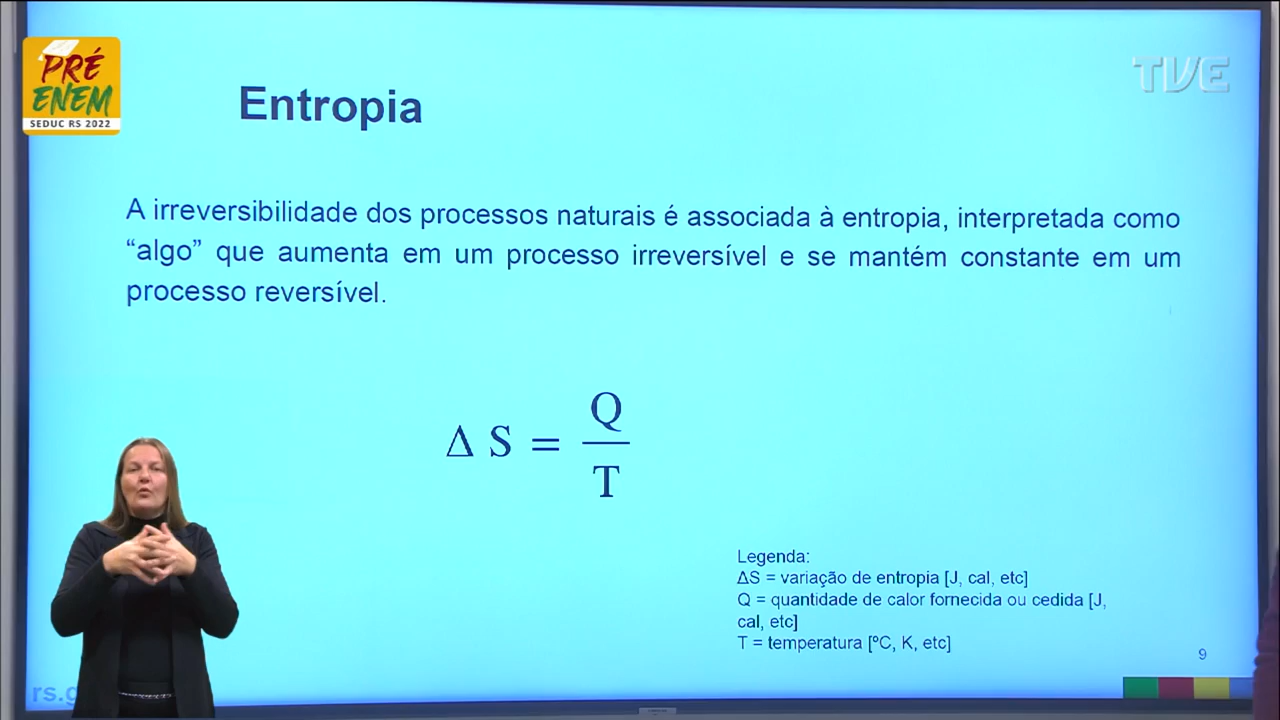 PRÉ
ENEM
SEDUC RS 2022
TVE
Entropia
A irreversibilidade dos processos naturais é associada à entropia, interpretada como
“algo” que aumenta em um processo irreversível e se mantém constante em um
processo reversível.
Δ S = Q / T
Legenda:
ΔS = variação de entropia [J, cal, etc]
Q = quantidade de calor fornecida ou cedida [J,
cal, etc]
T = temperatura [ºC, K, etc]
9